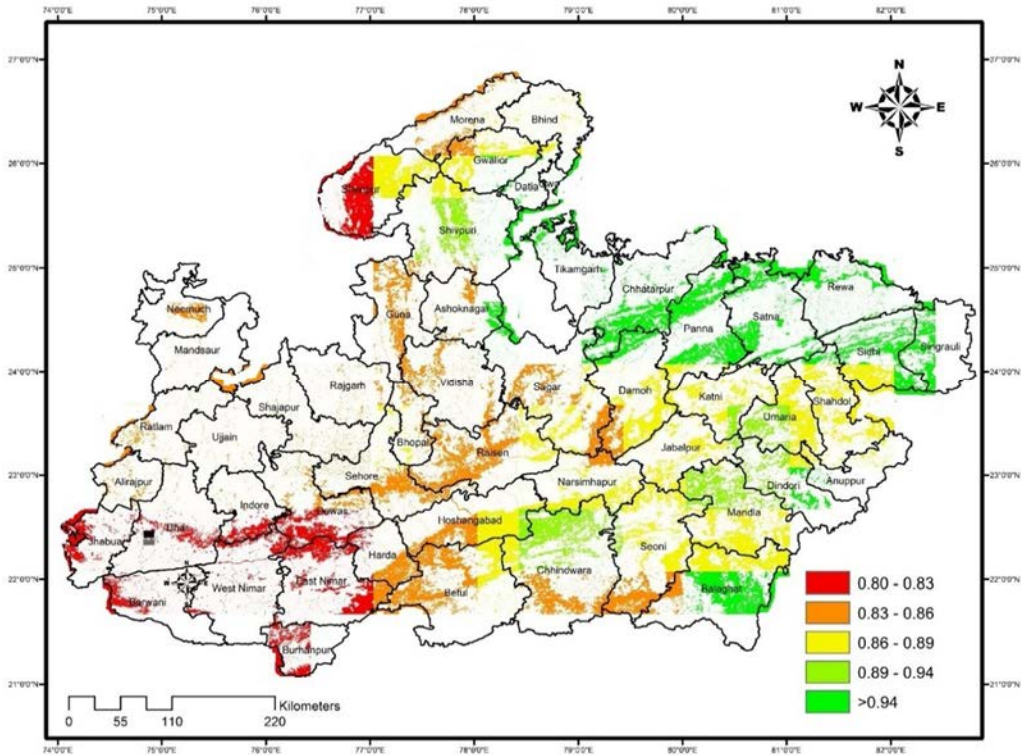 74°0'0"E 75°0'0"E 76°0'0"E 77°0'0"E 78°0'0"E 79°0'0"E 80°0'0"E 81°0'0"E 82°0'0"E
27°0'0"N 27°0'0"N
N
W E
S
Morena
Bhind
Gwalior
26°0'0"N 26°0'0"N
Datia
Shivpuri
25°0'0"N 25°0'0"N
Tikamgarh
Chhatarpur
Rewa
Neemuch
Guna
Ashoknagar
Panna
Satna
Mandsaur
Sidhi
Singrauli
24°0'0"N 24°0'0"N
Rajgarh
Vidisha
Sagar
Damoh
Katni
Shahdol
Shajapur
Umaria
Ratlam
Ujjain
Bhopal
Raisen
Jabalpur
23°0'0"N 23°0'0"N
Alirajpur
Sehore
Narsimhapur
Dindori
Anuppur
Indore
Dewas
Hoshangabad
Mandla
Dhar
Jhabua
Harda
Seoni
22°0'0"N 22°0'0"N
West Nimar
East Nimar
Betul
Chhindwara
Balaghat
Barwani
Burhanpur
0.80 - 0.83
0.83 - 0.86
0.86 - 0.89
0.89 - 0.94
>0.94
21°0'0"N 21°0'0"N
Kilometers
0 55 110 220
74°0'0"E 75°0'0"E 76°0'0"E 77°0'0"E 78°0'0"E 79°0'0"E 80°0'0"E 81°0'0"E 82°0'0"E